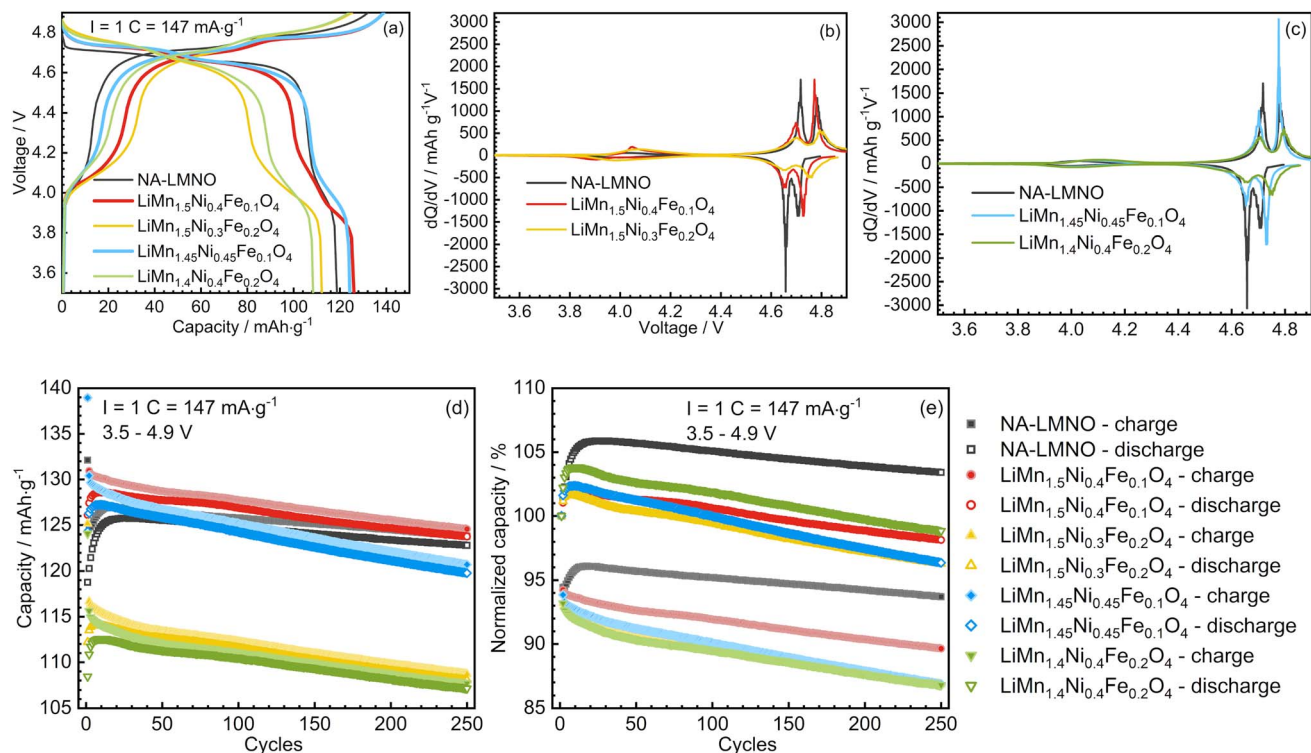 I = 1 C = 147 mA·g⁻¹
(a)
4.8
4.6
4.4
4.2
4.0
3.8
3.6
Voltage / V
NA-LMNO
LiMn₁.₅Ni₀.₄Fe₀.₁O₄
LiMn₁.₅Ni₀.₃Fe₀.₂O₄
LiMn₁.₄₅Ni₀.₄₅Fe₀.₁O₄
LiMn₁.₄Ni₀.₄Fe₀.₂O₄
0 20 40 60 80 100 120 140
Capacity / mAh·g⁻¹
(b)
3000
2500
2000
1500
1000
500
0
-500
-1000
-1500
-2000
-2500
-3000
dQ/dV / mAh g⁻¹V⁻¹
NA-LMNO
LiMn₁.₅Ni₀.₄Fe₀.₁O₄
LiMn₁.₅Ni₀.₃Fe₀.₂O₄
3.6 3.8 4.0 4.2 4.4 4.6 4.8
Voltage / V
(c)
3000
2500
2000
1500
1000
500
0
-500
-1000
-1500
-2000
-2500
-3000
dQ/dV / mAh g⁻¹V⁻¹
NA-LMNO
LiMn₁.₄₅Ni₀.₄₅Fe₀.₁O₄
LiMn₁.₄Ni₀.₄Fe₀.₂O₄
3.6 3.8 4.0 4.2 4.4 4.6 4.8
I = 1 C = 147 mA·g⁻¹
3.5 - 4.9 V
(d)
140
135
130
125
120
115
110
105
Capacity / mAh·g⁻¹
0 50 100 150 200 250
Cycles
I = 1 C = 147 mA·g⁻¹
3.5 - 4.9 V
(e)
110
105
100
95
90
85
Normalized capacity / %
0 50 100 150 200 250
Cycles
NA-LMNO - charge
NA-LMNO - discharge
LiMn₁.₅Ni₀.₄Fe₀.₁O₄ - charge
LiMn₁.₅Ni₀.₄Fe₀.₁O₄ - discharge
LiMn₁.₅Ni₀.₃Fe₀.₂O₄ - charge
LiMn₁.₅Ni₀.₃Fe₀.₂O₄ - discharge
LiMn₁.₄₅Ni₀.₄₅Fe₀.₁O₄ - charge
LiMn₁.₄₅Ni₀.₄₅Fe₀.₁O₄ - discharge
LiMn₁.₄Ni₀.₄Fe₀.₂O₄ - charge
LiMn₁.₄Ni₀.₄Fe₀.₂O₄ - discharge